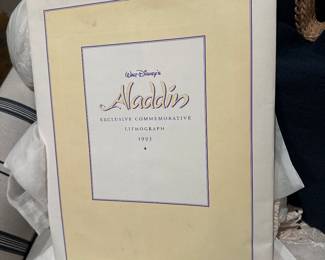 Walt Disney's
Aladdin
EXCLUSIVE COMMEMORATIVE
LITHOGRAPH
1993